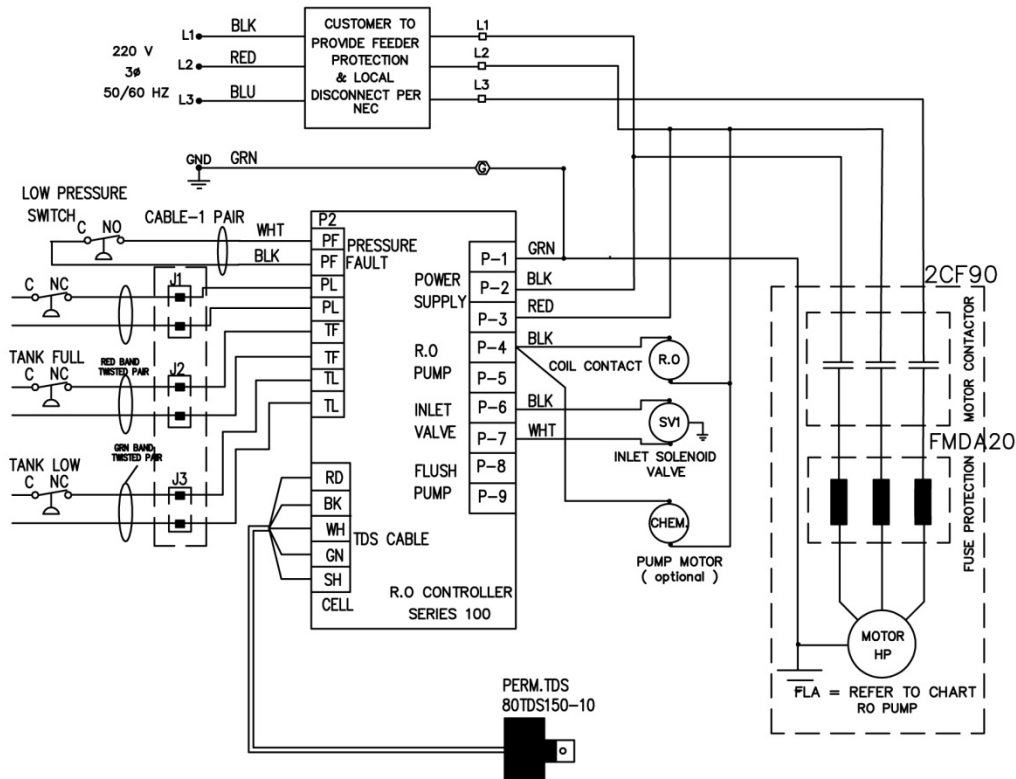 220 V
3ø
50/60 HZ
L1 BLK
L2 RED
L3 BLU
CUSTOMER TO
PROVIDE FEEDER
PROTECTION
& LOCAL
DISCONNECT PER
NEC
L1
L2
L3
GND GRN
G
LOW PRESSURE
SWITCH
C NO
CABLE-1 PAIR
WHT
BLK
C NC
J1
TANK FULL
C NC
RED BAND
TWISTED PAIR
J2
GRN BAND
TWISTED PAIR
TANK LOW
C NC
J3
P2
PF
PF
PL
PL
TF
TF
TL
TL
PRESSURE
FAULT
RD
BK
WH
GN
SH
TDS CABLE
CELL
POWER
SUPPLY
R.O
PUMP
INLET
VALVE
FLUSH
PUMP
P-1
P-2
P-3
P-4
P-5
P-6
P-7
P-8
P-9
R.O CONTROLLER
SERIES 100
GRN
BLK
RED
BLK
COIL CONTACT
R.O
BLK
WHT
SV1
INLET SOLENOID
VALVE
CHEM.
PUMP MOTOR
( optional )
PERM.TDS
80TDS150-10
2CF90
MOTOR CONTACTOR
FMDA20
FUSE PROTECTION
MOTOR
HP
FLA = REFER TO CHART
RO PUMP